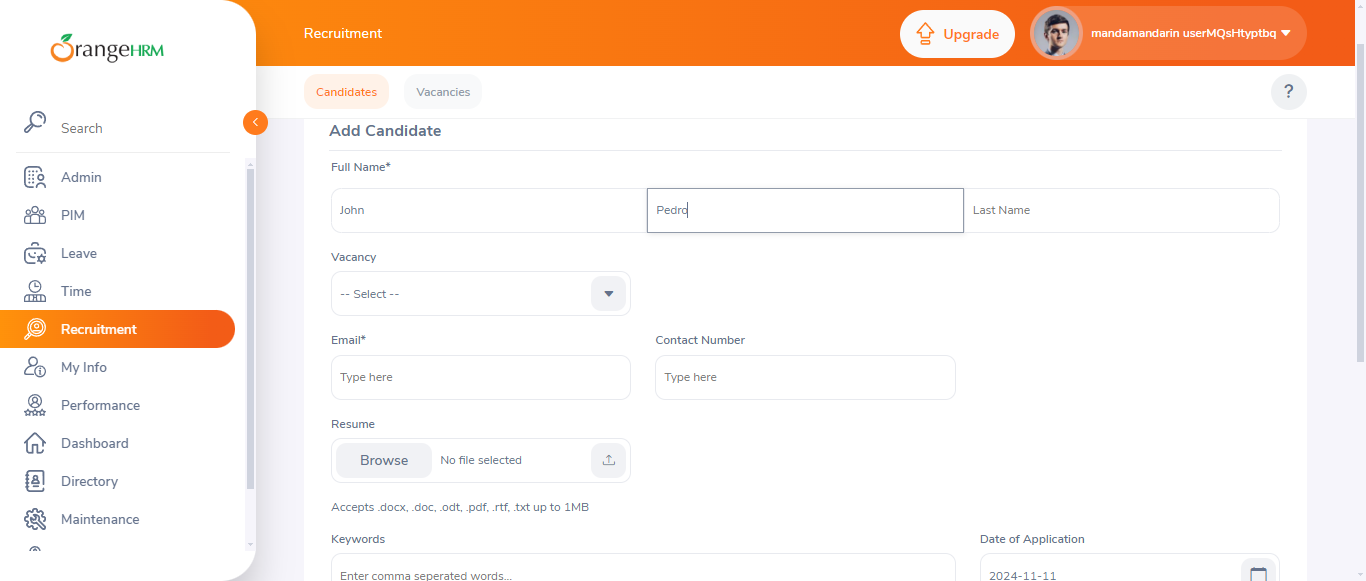 OrangeHRM
Recruitment
Upgrade
mandamandarin userMQsHtyptbq
Candidates
Vacancies
?
Search
Admin
PIM
Leave
Time
Recruitment
My Info
Performance
Dashboard
Directory
Maintenance
Add Candidate
Full Name*
John
Pedro
Last Name
Vacancy
-- Select --
Email*
Contact Number
Type here
Type here
Resume
Browse
No file selected
Accepts .docx, .doc, .odt, .pdf, .rtf, .txt up to 1MB
Keywords
Date of Application
Enter comma seperated words...
2024-11-11